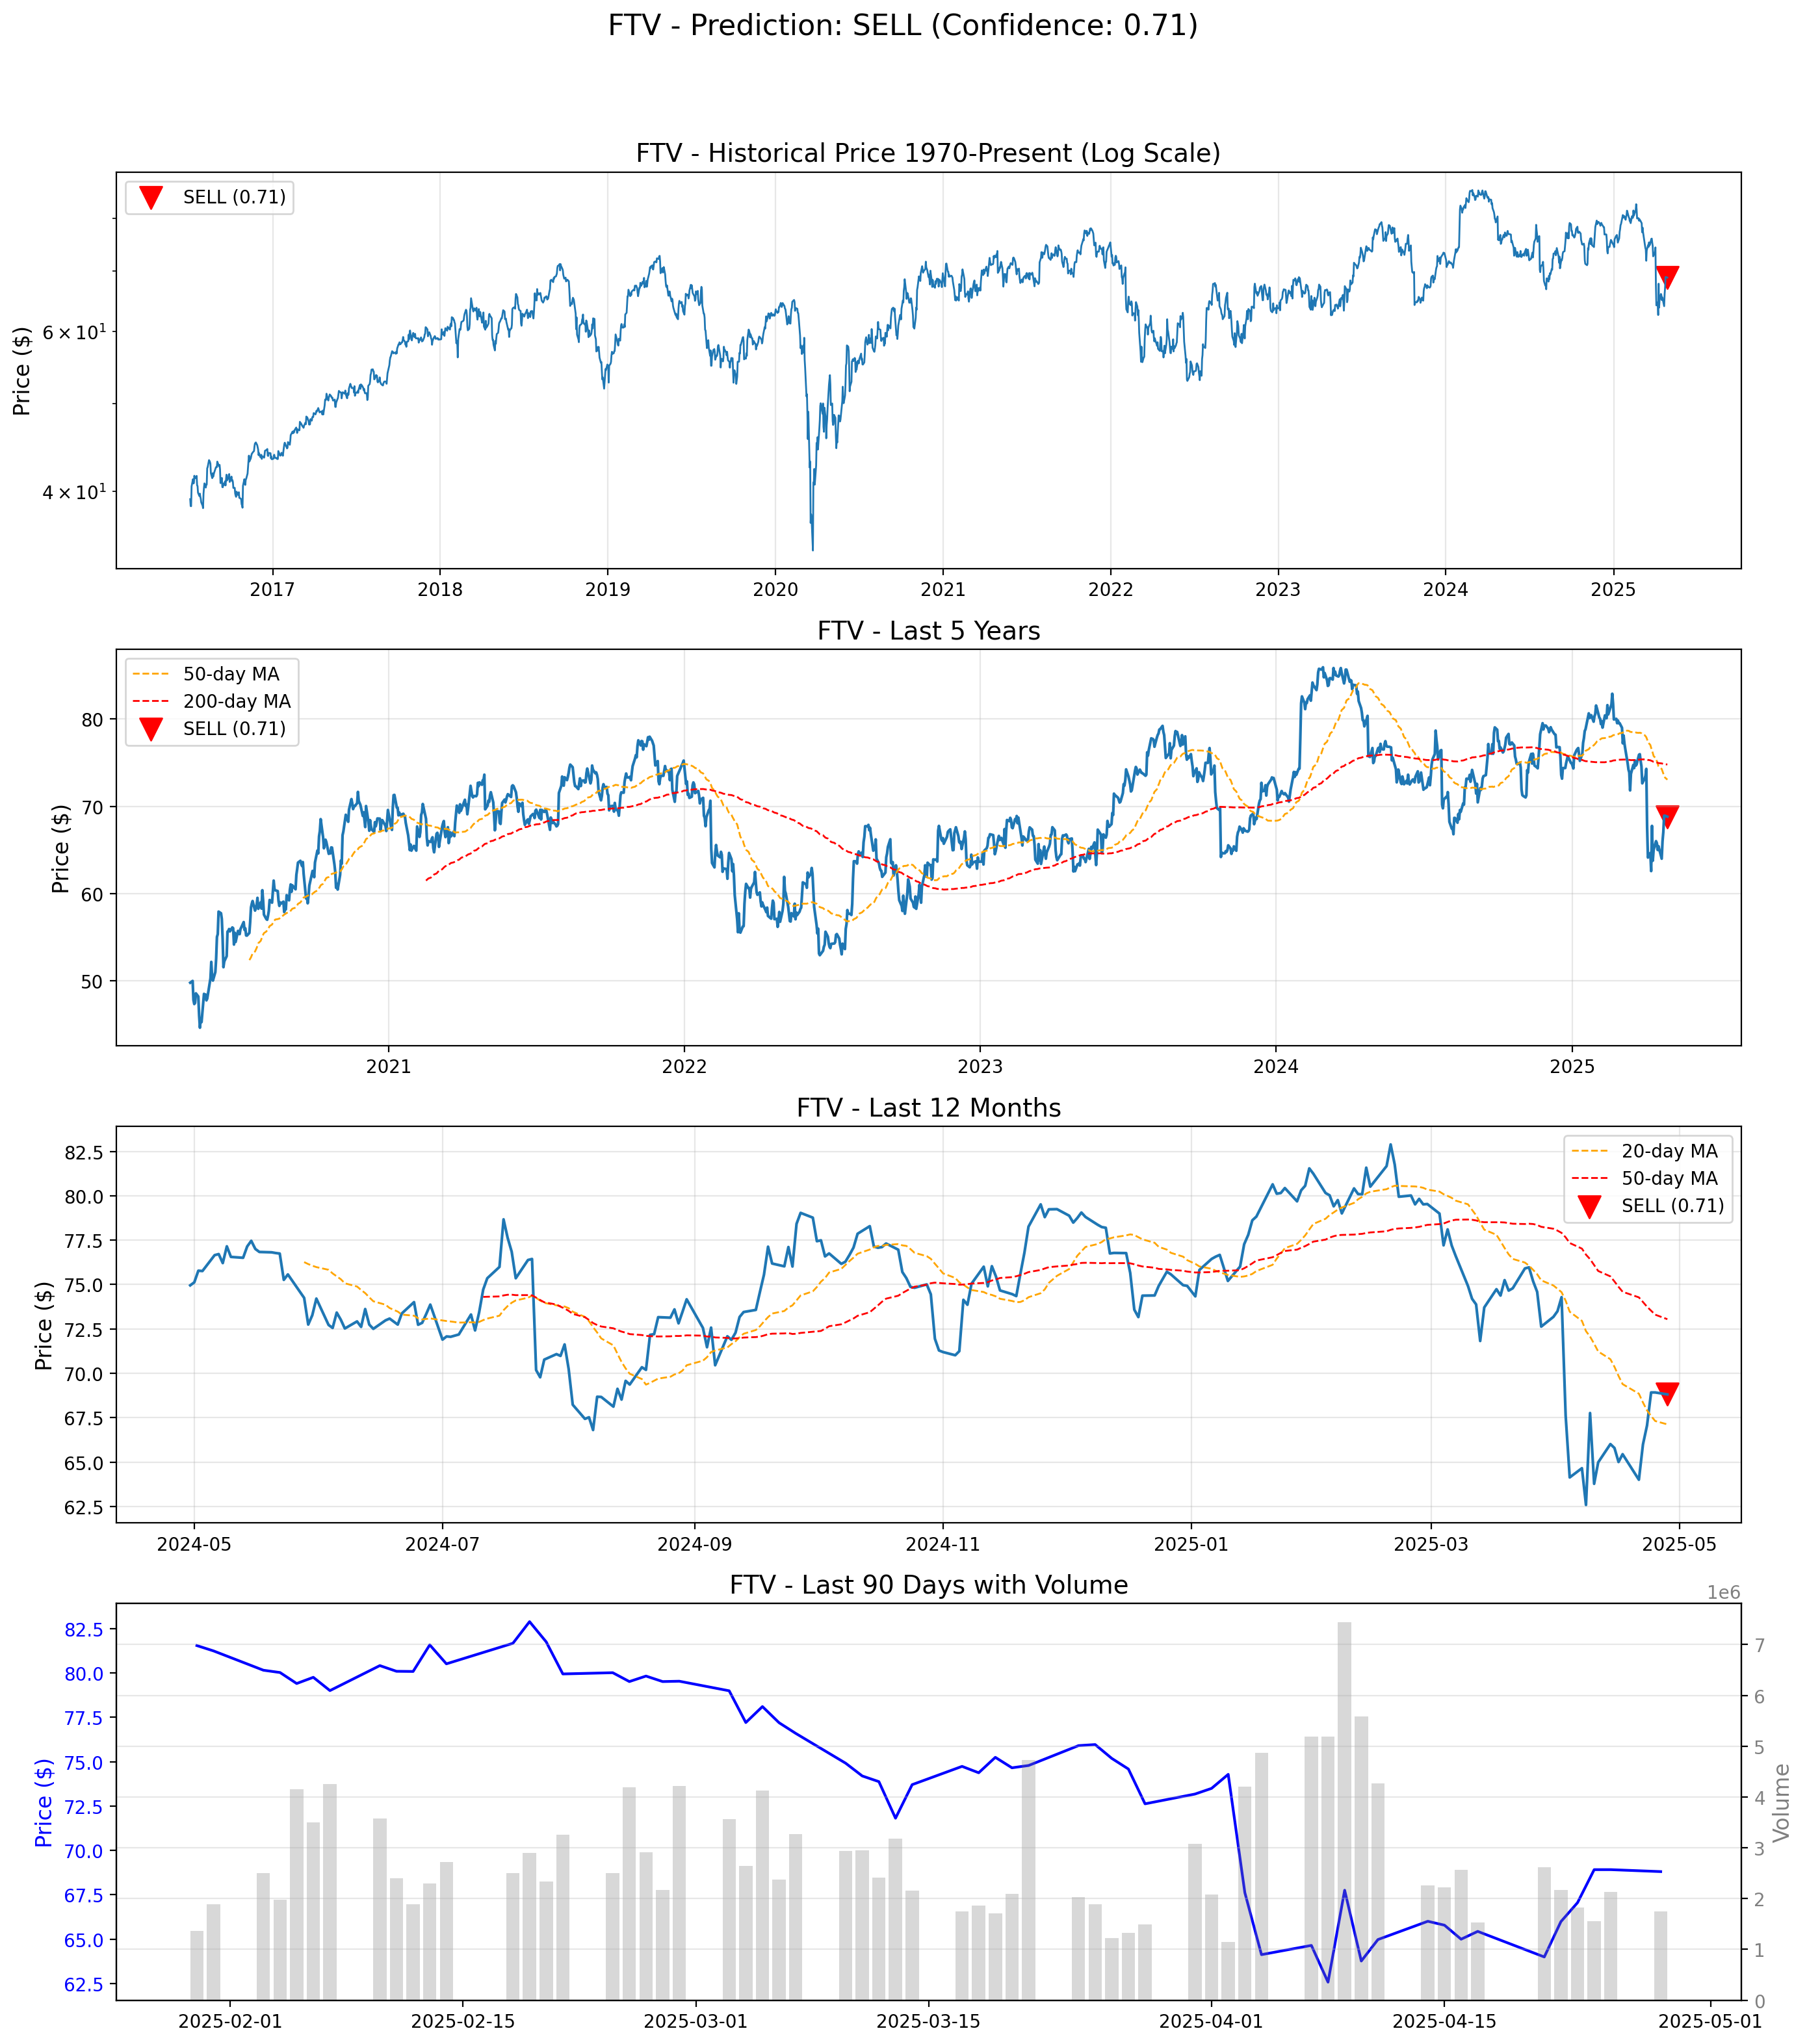 FTV - Prediction: SELL (Confidence: 0.71)
FTV - Historical Price 1970-Present (Log Scale)
SELL (0.71)
Price ($)
6 × 10¹
4 × 10¹
2017 2018 2019 2020 2021 2022 2023 2024 2025
FTV - Last 5 Years
50-day MA
200-day MA
SELL (0.71)
Price ($)
80
70
60
50
2021 2022 2023 2024 2025
FTV - Last 12 Months
20-day MA
50-day MA
SELL (0.71)
Price ($)
82.5
80.0
77.5
75.0
72.5
70.0
67.5
65.0
62.5
2024-05 2024-07 2024-09 2024-11 2025-01 2025-03 2025-05
FTV - Last 90 Days with Volume
1e6
Price ($)
82.5
80.0
77.5
75.0
72.5
70.0
67.5
65.0
62.5
7
6
5
4
3
2
1
0
Volume
2025-02-01 2025-02-15 2025-03-01 2025-03-15 2025-04-01 2025-04-15 2025-05-01